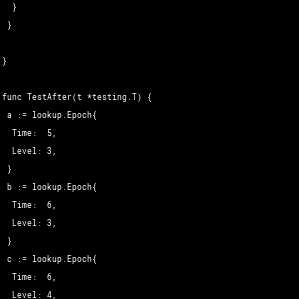 }
}
}
func TestAfter(t *testing.T) {
a := lookup.Epoch{
Time:  5,
Level: 3,
}
b := lookup.Epoch{
Time:  6,
Level: 3,
}
c := lookup.Epoch{
Time:  6,
Level: 4,